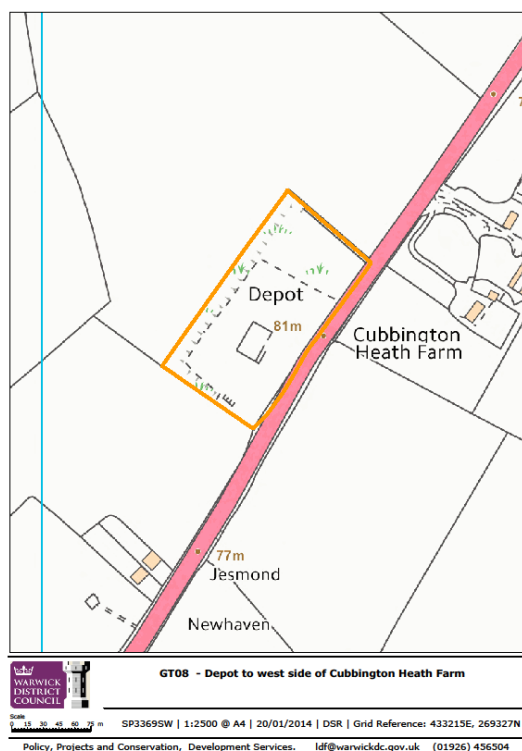 Depot
81m
Cubbington
Heath Farm
77m
Jesmond
Newhaven
WARWICK
DISTRICT
COUNCIL
GT08 - Depot to west side of Cubbington Heath Farm
Scale
0 15 30 45 60 75 m
SP3369SW | 1:2500 @ A4 | 20/01/2014 | DSR | Grid Reference: 433215E, 269327N
Policy, Projects and Conservation, Development Services. ldf@warwickdc.gov.uk (01926) 456504